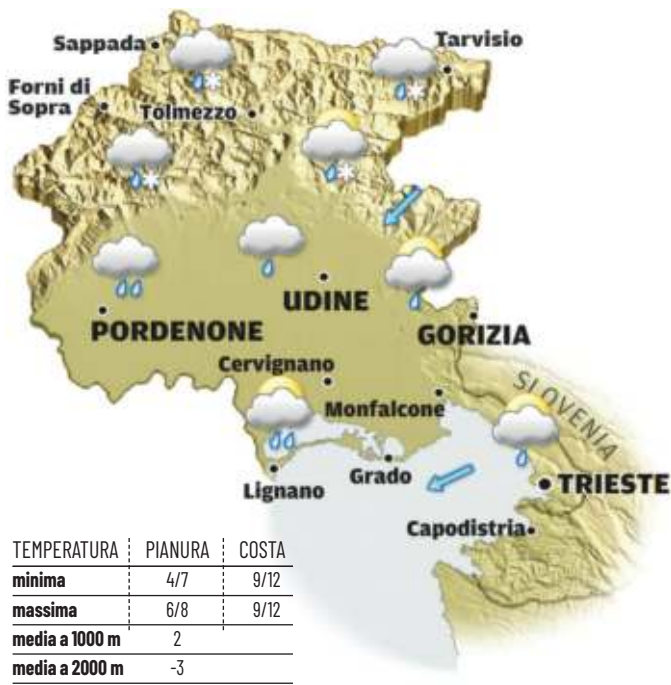 Sappada
Tarvisio
Forni di
Sopra
Tolmezzo
UDINE
PORDENONE
GORIZIA
Cervignano
SLOVENIA
Monfalcone
Grado
Lignano
TRIESTE
Capodistria
TEMPERATURA PIANURA COSTA
minima 4/7 9/12
massima 6/8 9/12
media a 1000 m 2
media a 2000 m -3